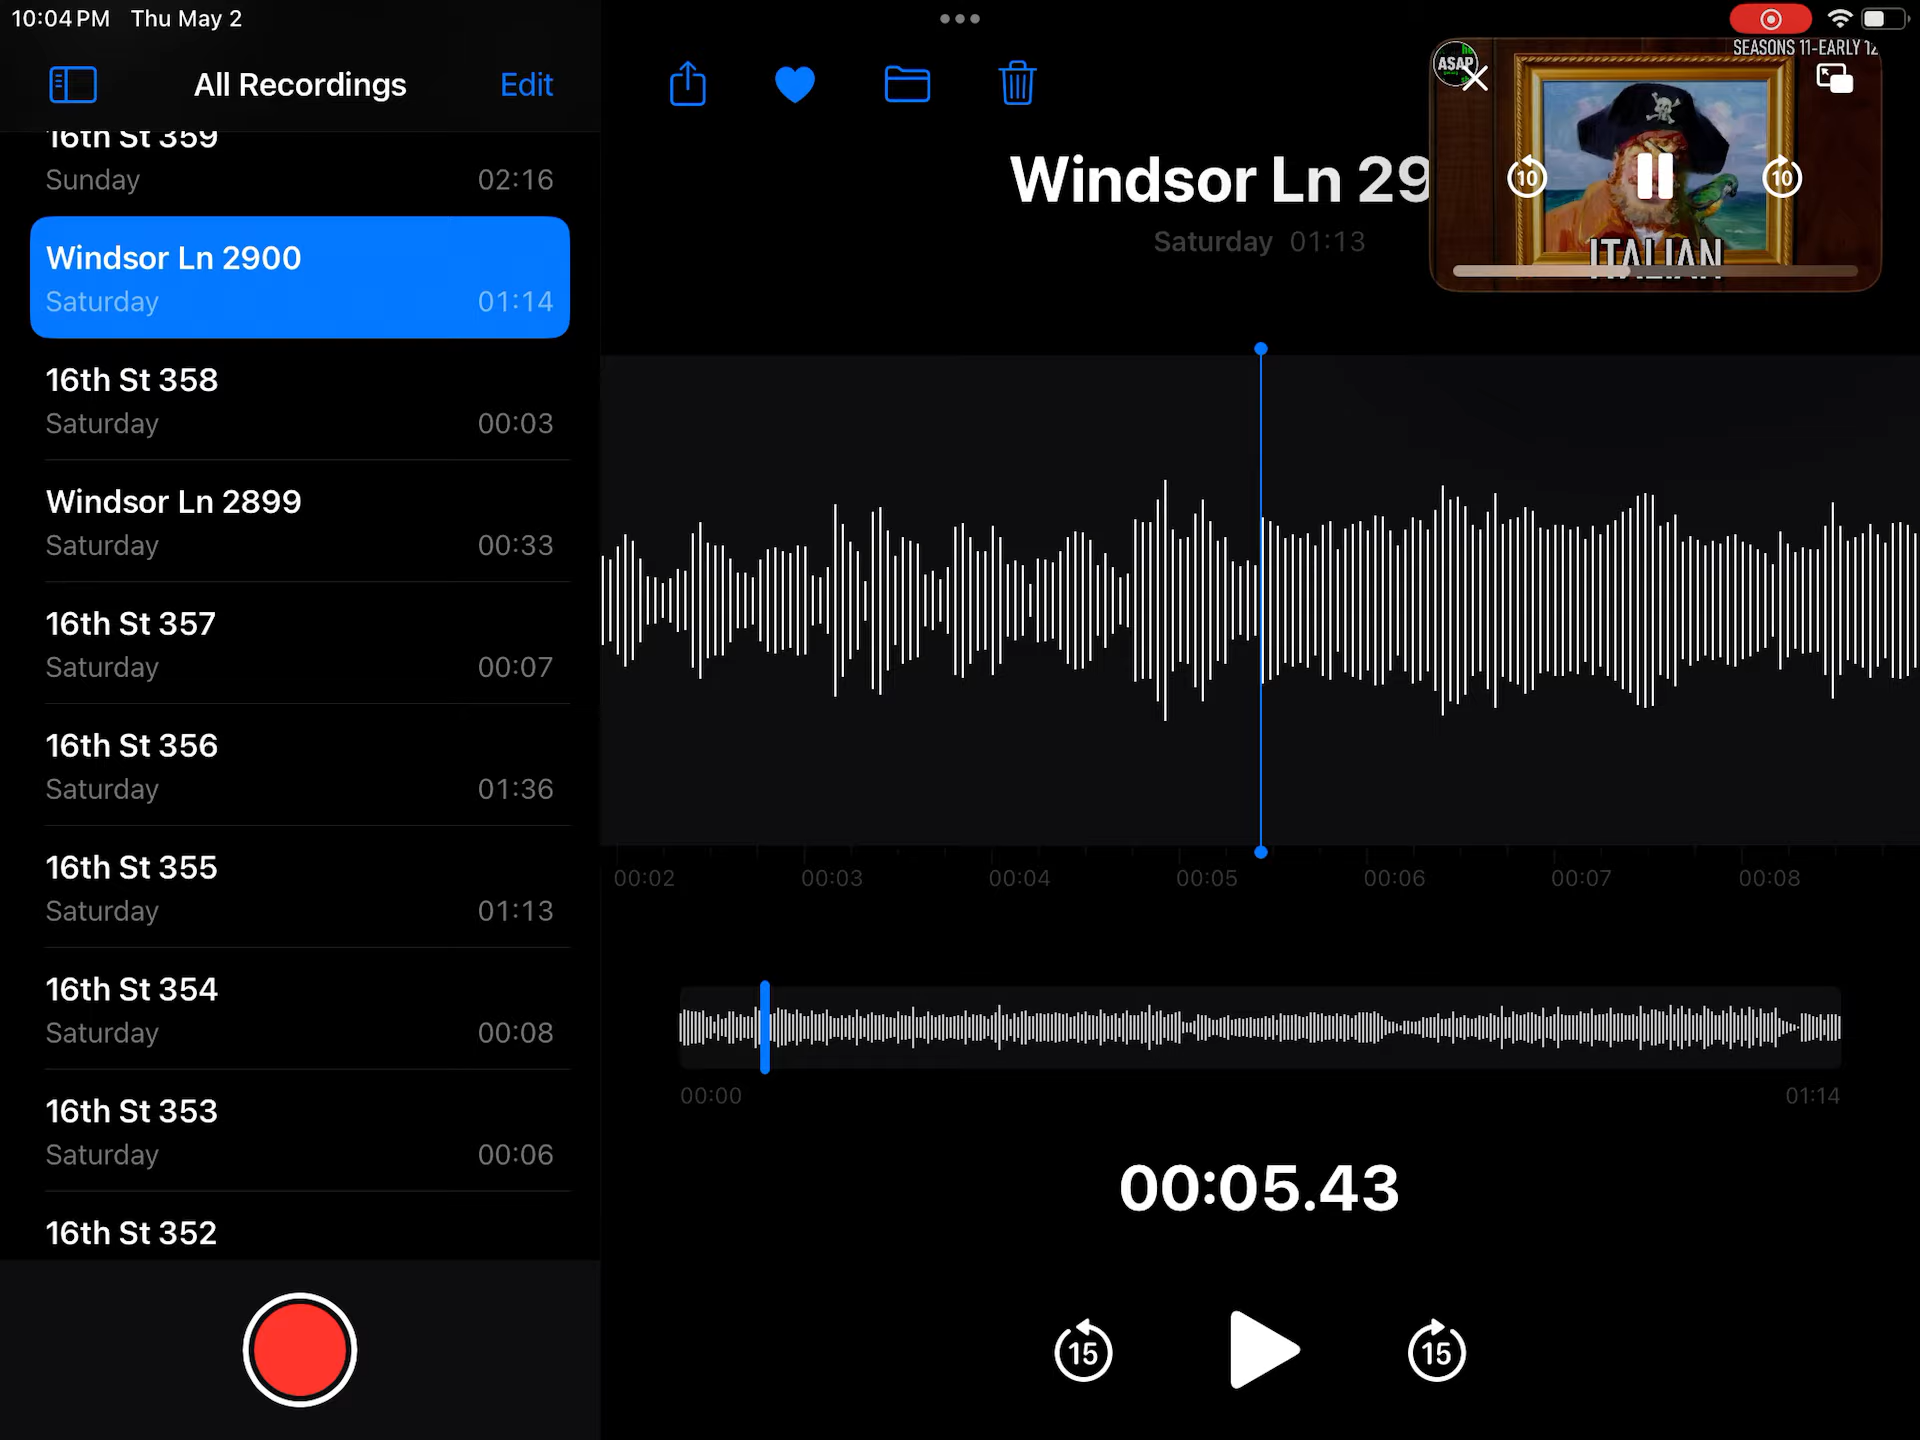 10:04 PM Thu May 2
All Recordings
Edit
16th St 359
Sunday 02:16
Windsor Ln 2900
Saturday 01:14
16th St 358
Saturday 00:03
Windsor Ln 2899
Saturday 00:33
16th St 357
Saturday 00:07
16th St 356
Saturday 01:36
16th St 355
Saturday 01:13
16th St 354
Saturday 00:08
16th St 353
Saturday 00:06
16th St 352
Windsor Ln 29
Saturday 01:13
SEASONS 11-EARLY 12
ASAP
10
10
ITALIAN
00:02 00:03 00:04 00:05 00:06 00:07 00:08
00:00 01:14
00:05.43
15
15